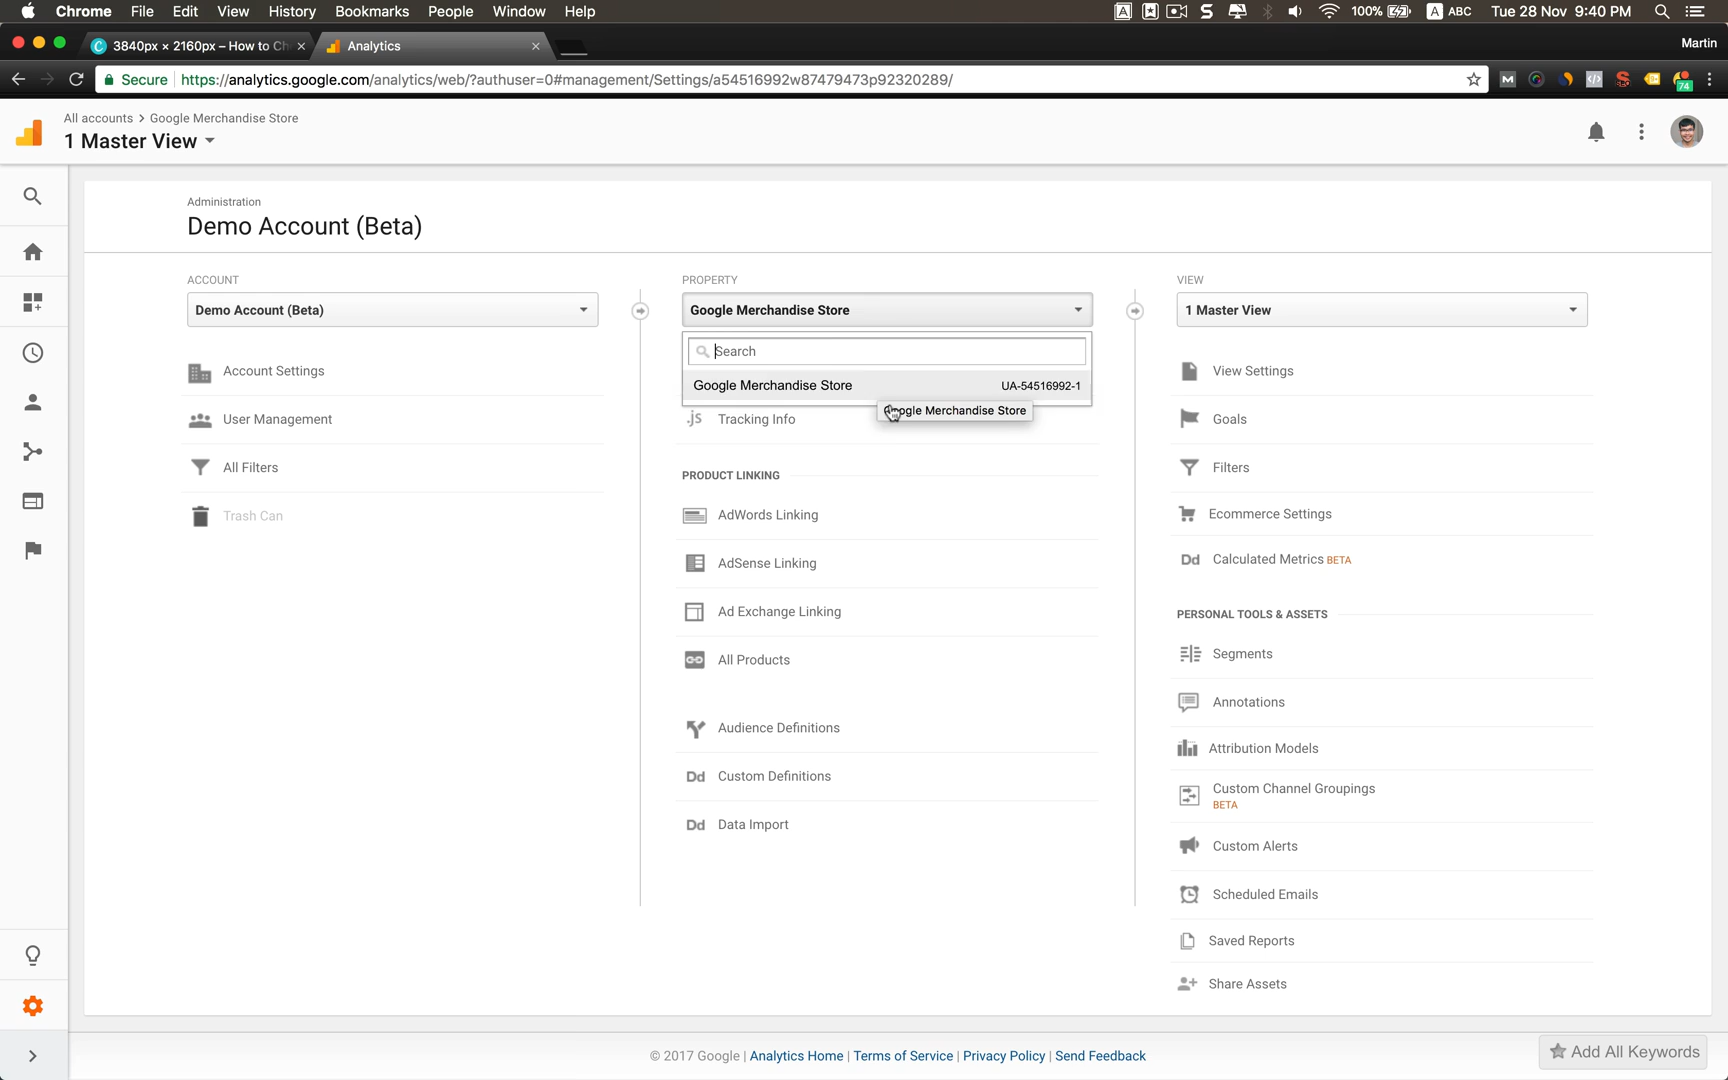 Chrome File Edit View History Bookmarks People Window Help 100% A ABC Tue 28 Nov 9:40 PM
3840px × 2160px – How to Ch
Analytics
Martin
Secure https://analytics.google.com/analytics/web/?authuser=0#management/Settings/a54516992w87479473p92320289/
74
All accounts > Google Merchandise Store
1 Master View
Administration
Demo Account (Beta)
ACCOUNT
Demo Account (Beta)
Account Settings
User Management
All Filters
Trash Can
PROPERTY
Google Merchandise Store
Search
Google Merchandise Store UA-54516992-1
Google Merchandise Store
.js Tracking Info
PRODUCT LINKING
AdWords Linking
AdSense Linking
Ad Exchange Linking
All Products
Audience Definitions
Dd Custom Definitions
Dd Data Import
VIEW
1 Master View
View Settings
Goals
Filters
Ecommerce Settings
Dd Calculated Metrics BETA
PERSONAL TOOLS & ASSETS
Segments
Annotations
Attribution Models
Custom Channel Groupings
BETA
Custom Alerts
Scheduled Emails
Saved Reports
Share Assets
© 2017 Google | Analytics Home | Terms of Service | Privacy Policy | Send Feedback
Add All Keywords